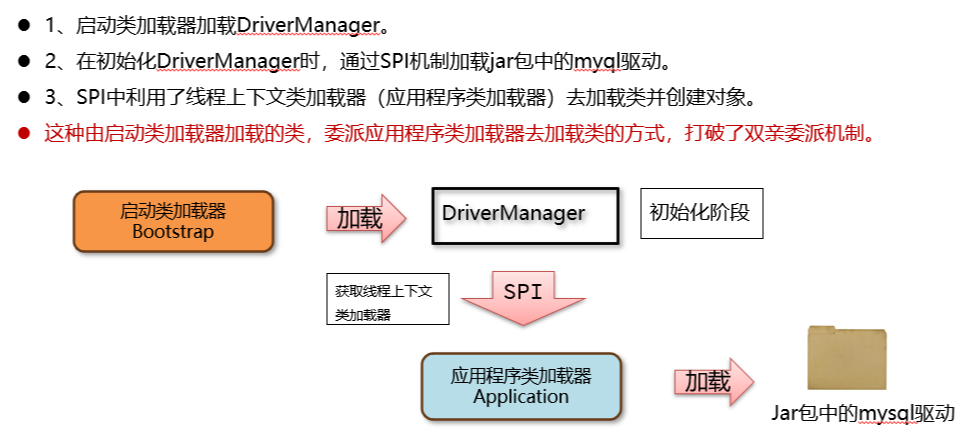 1、启动类加载器加载DriverManager。
2、在初始化DriverManager时，通过SPI机制加载jar包中的myql驱动。
3、SPI中利用了线程上下文类加载器（应用程序类加载器）去加载类并创建对象。
这种由启动类加载器加载的类，委派应用程序类加载器去加载类的方式，打破了双亲委派机制。
启动类加载器
Bootstrap
加载
DriverManager
初始化阶段
获取线程上下文
类加载器
SPI
应用程序类加载器
Application
加载
Jar包中的mysql驱动